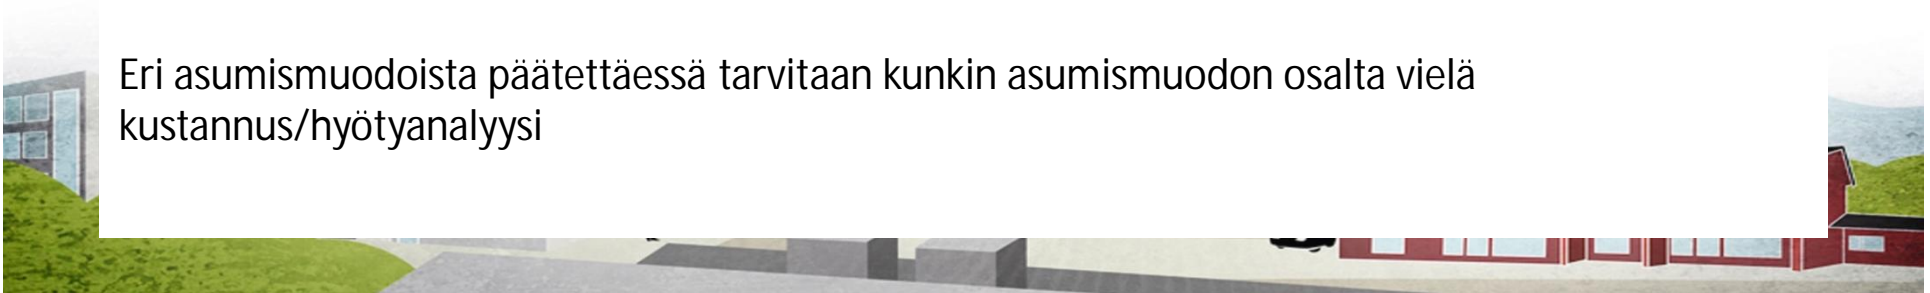 Eri asumismuodoista päätettäessä tarvitaan kunkin asumismuodon osalta vielä
kustannus/hyötyanalyysi